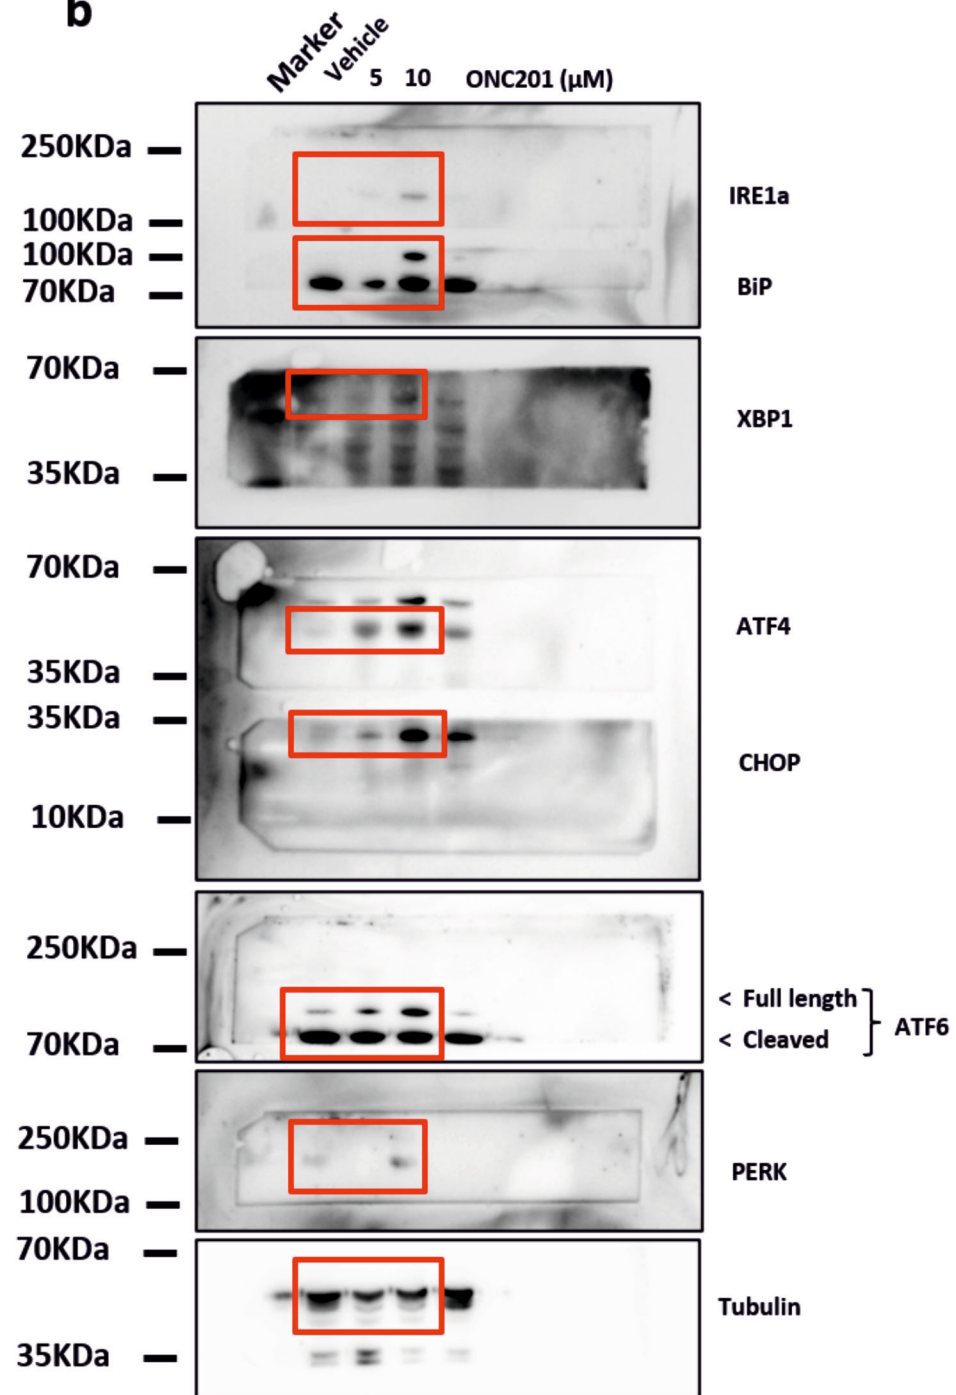 b
Marker Vehicle 5 10 ONC201 (µM)
250KDa
IRE1a
100KDa
100KDa
BiP
70KDa
70KDa
XBP1
35KDa
70KDa
ATF4
35KDa
35KDa
CHOP
10KDa
250KDa
< Full length
ATF6
< Cleaved
70KDa
250KDa
PERK
100KDa
70KDa
Tubulin
35KDa